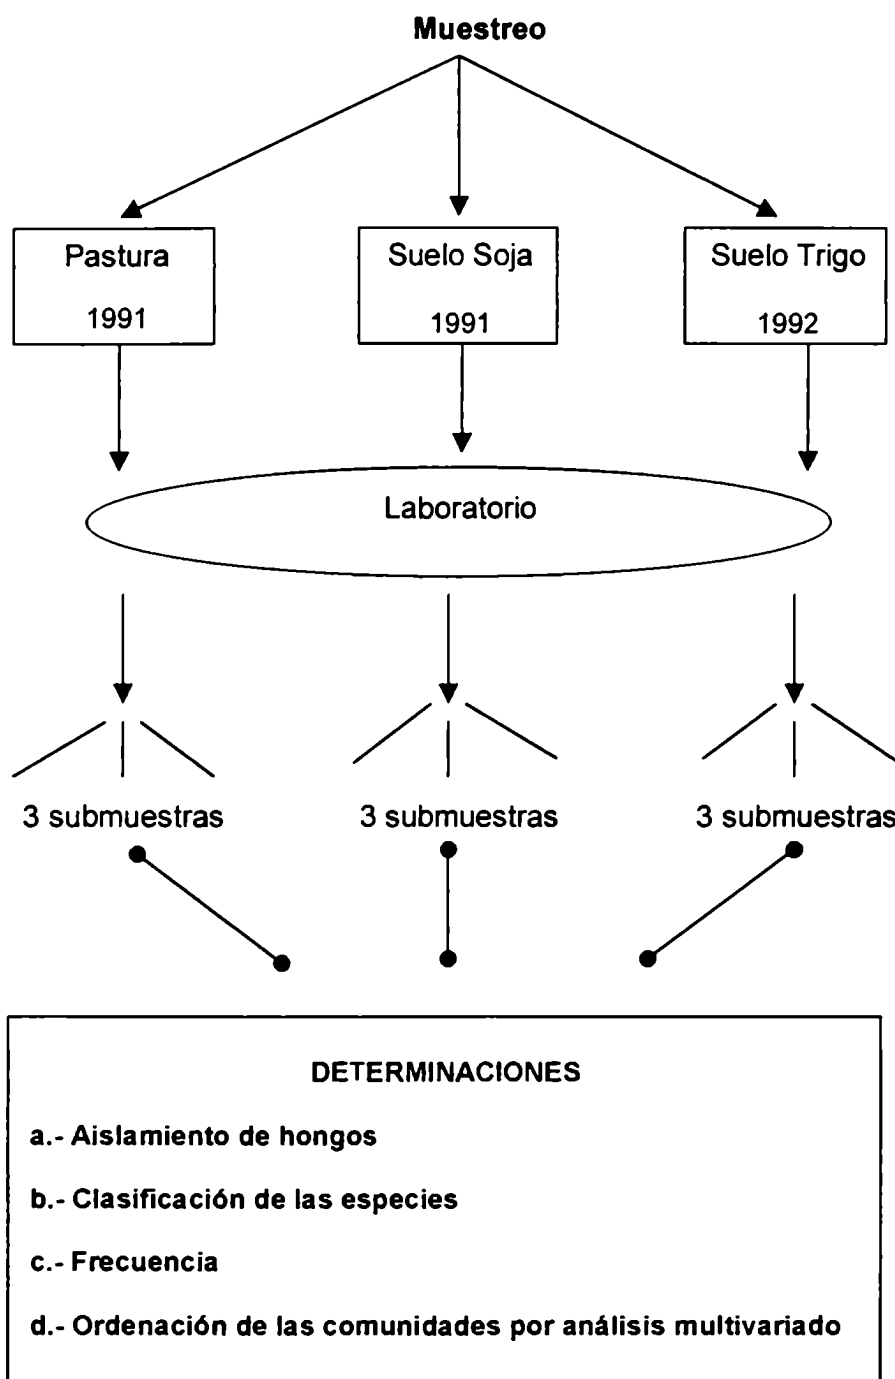 Muestreo
Pastura
1991
Suelo Soja
1991
Suelo Trigo
1992
Laboratorio
3 submuestras
3 submuestras
3 submuestras
DETERMINACIONES
a.- Aislamiento de hongos
b.- Clasificación de las especies
c.- Frecuencia
d.- Ordenación de las comunidades por análisis multivariado